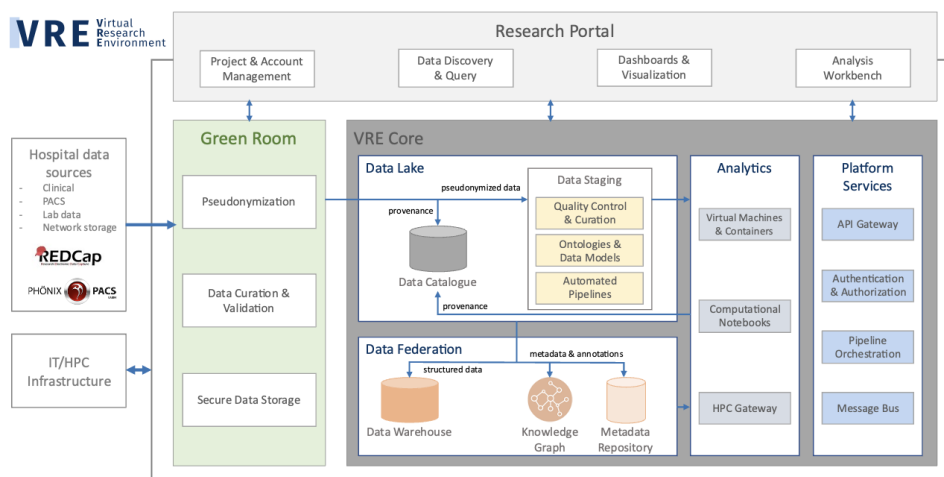 VRE Virtual
Research
Environment
Research Portal
Project & Account
Management
Data Discovery
& Query
Dashboards &
Visualization
Analysis
Workbench
Hospital data
sources
- Clinical
- PACS
- Lab data
- Network storage
REDCap
PHÖNIX PACS
IT/HPC
Infrastructure
Green Room
Pseudonymization
Data Curation &
Validation
Secure Data Storage
VRE Core
Data Lake
pseudonymized data
provenance
Data Catalogue
provenance
Data Staging
Quality Control
& Curation
Ontologies &
Data Models
Automated
Pipelines
Data Federation
structured data
metadata & annotations
Data Warehouse
Knowledge
Graph
Metadata
Repository
Analytics
Virtual Machines
& Containers
Computational
Notebooks
HPC Gateway
Platform
Services
API Gateway
Authentication
& Authorization
Pipeline
Orchestration
Message Bus